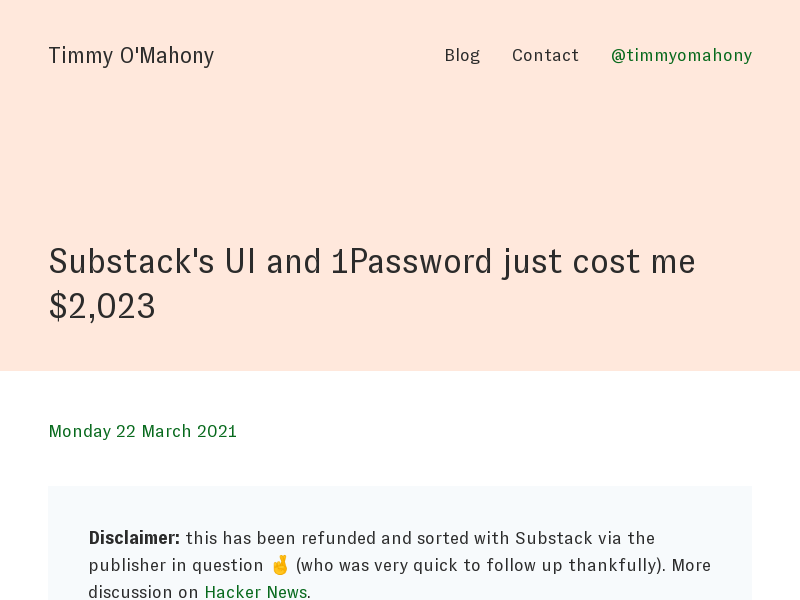 Timmy O'Mahony
Blog Contact @timmyomahony
Substack's UI and 1Password just cost me
$2,023
Monday 22 March 2021
Disclaimer: this has been refunded and sorted with Substack via the
publisher in question 🤞 (who was very quick to follow up thankfully). More
discussion on Hacker News.